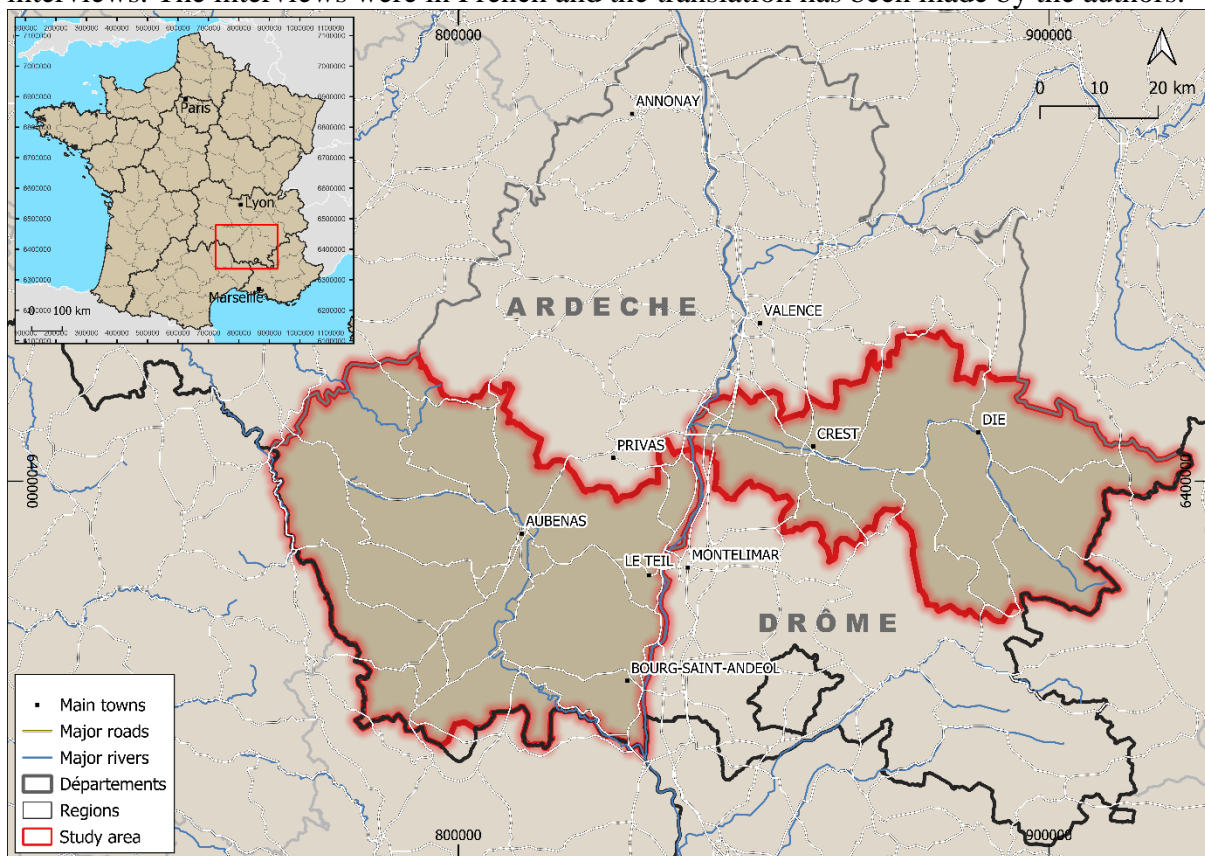 interviews. The interviews were in French and the translation has been made by the authors.
800000
900000
0 10 20 km
ANNONAY
Paris
Lyon
Marseille
0 100 km
ARDECHE
VALENCE
PRIVAS
CREST
DIE
6400000
6400000
AUBENAS
LE TEIL
MONTELIMAR
DRÔME
BOURG-SAINT-ANDEOL
Main towns
Major roads
Major rivers
Départements
Regions
Study area
800000
900000